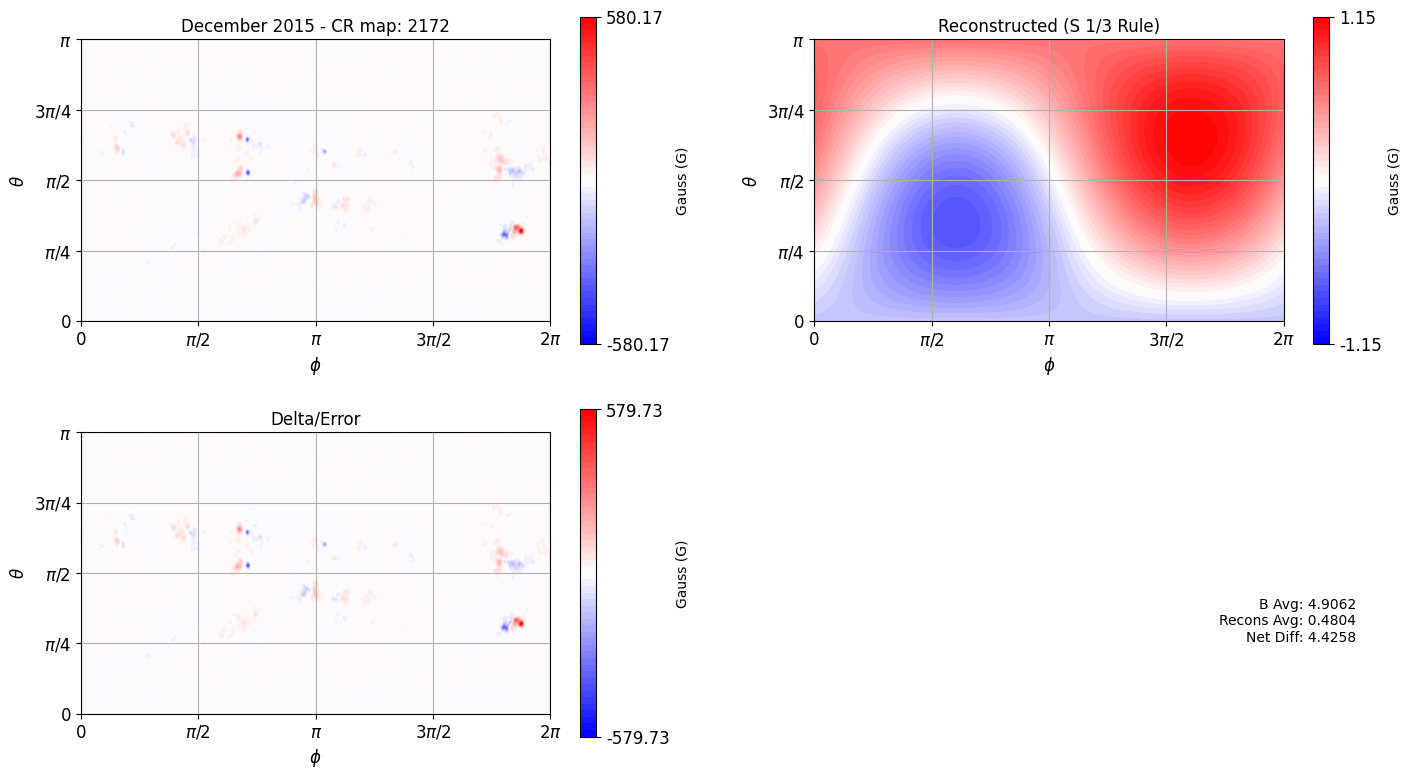 December 2015 - CR map: 2172
π
3π/4
π/2
π/4
0
θ
0
π/2
π
3π/2
2π
ϕ
580.17
-580.17
Gauss (G)
Reconstructed (S 1/3 Rule)
π
3π/4
π/2
π/4
0
θ
0
π/2
π
3π/2
2π
ϕ
1.15
-1.15
Gauss (G)
Delta/Error
π
3π/4
π/2
π/4
0
θ
0
π/2
π
3π/2
2π
ϕ
579.73
-579.73
Gauss (G)
B Avg: 4.9062
Recons Avg: 0.4804
Net Diff: 4.4258